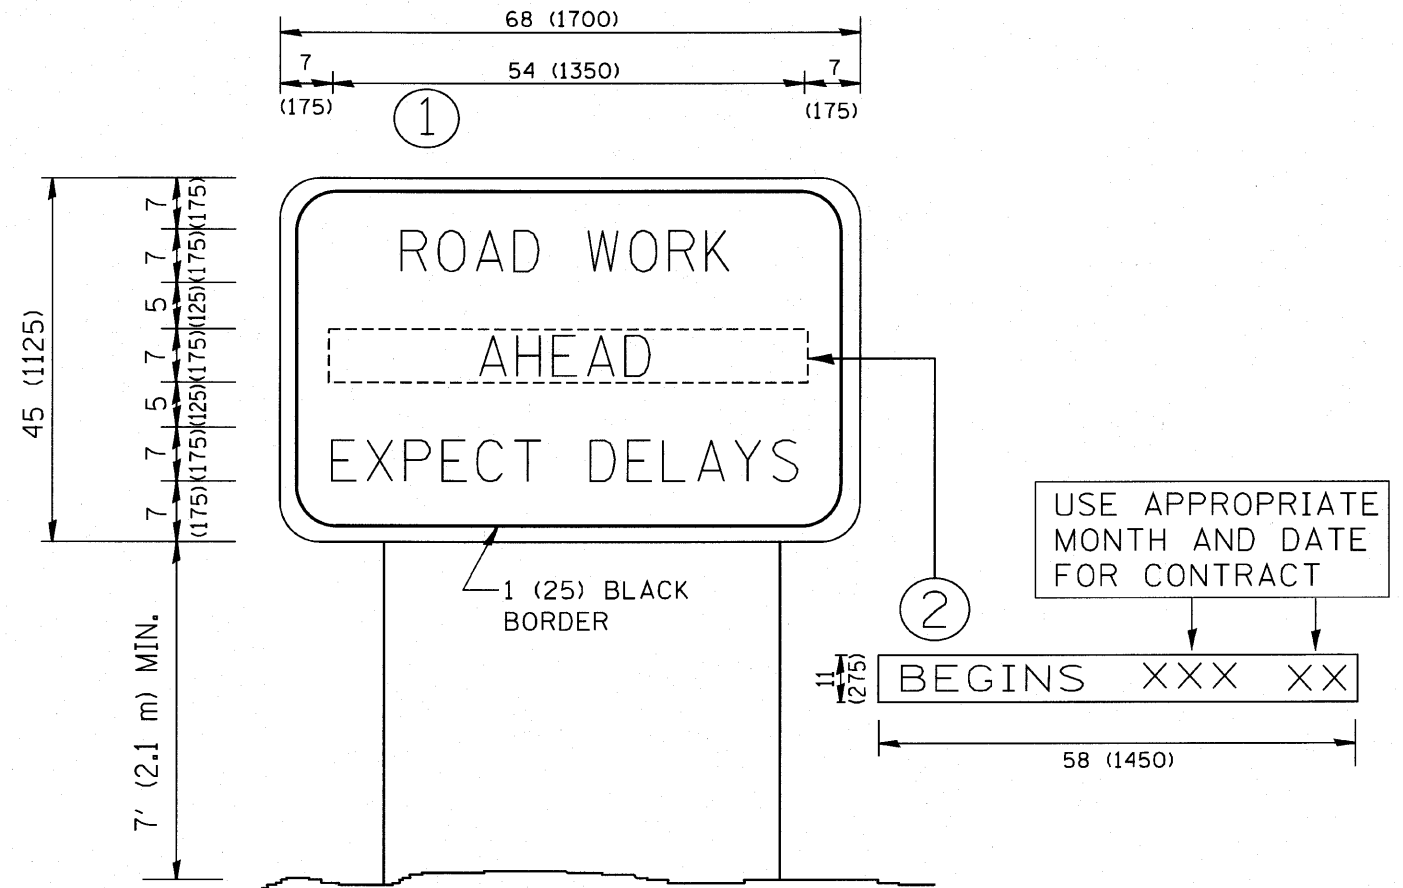 68 (1700)
7
54 (1350)
7
(175)
(175)
1
45 (1125)
7
(175)
7
(175)
5
(125)
7
(175)
5
(125)
7
(175)
7
(175)
ROAD WORK
AHEAD
EXPECT DELAYS
1 (25) BLACK
BORDER
7' (2.1 m) MIN.
USE APPROPRIATE
MONTH AND DATE
FOR CONTRACT
2
11
(275)
BEGINS XXX XX
58 (1450)